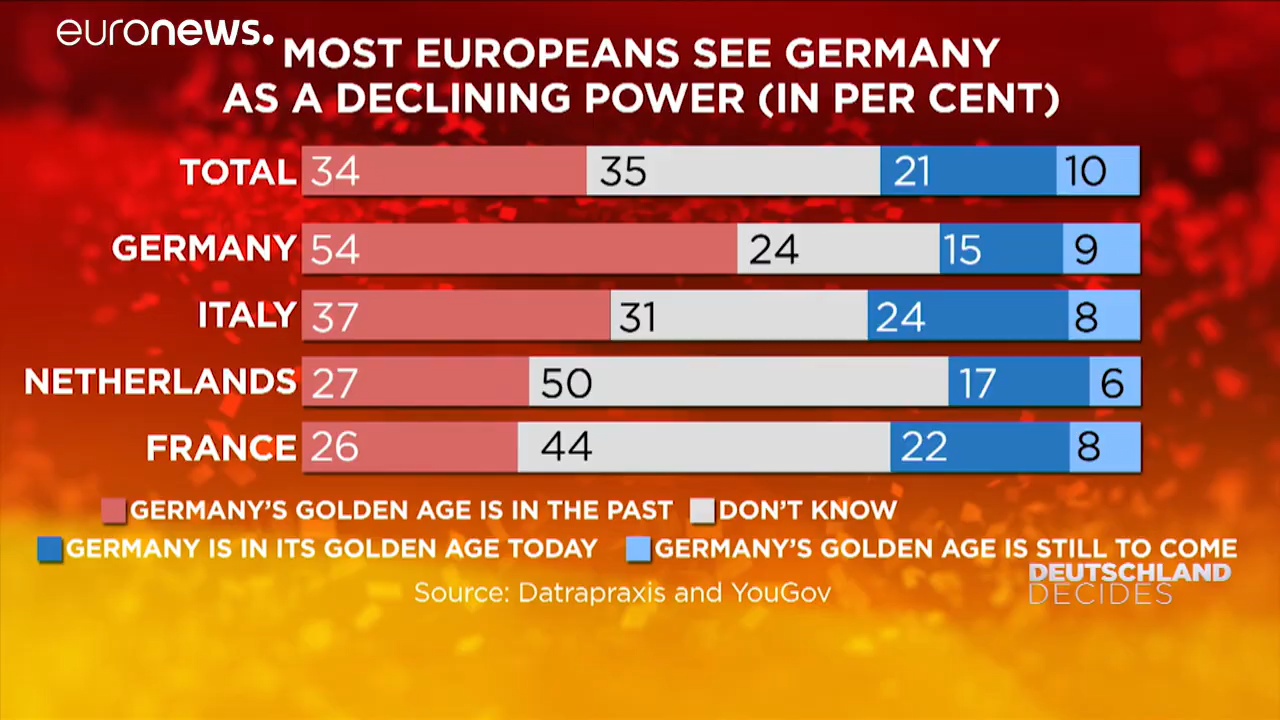 euronews.
MOST EUROPEANS SEE GERMANY
AS A DECLINING POWER (IN PER CENT)
TOTAL 34 35 21 10
GERMANY 54 24 15 9
ITALY 37 31 24 8
NETHERLANDS 27 50 17 6
FRANCE 26 44 22 8
GERMANY'S GOLDEN AGE IS IN THE PAST DON'T KNOW
GERMANY IS IN ITS GOLDEN AGE TODAY GERMANY'S GOLDEN AGE IS STILL TO COME
DEUTSCHLAND
DECIDES
Source: Datrapraxis and YouGov